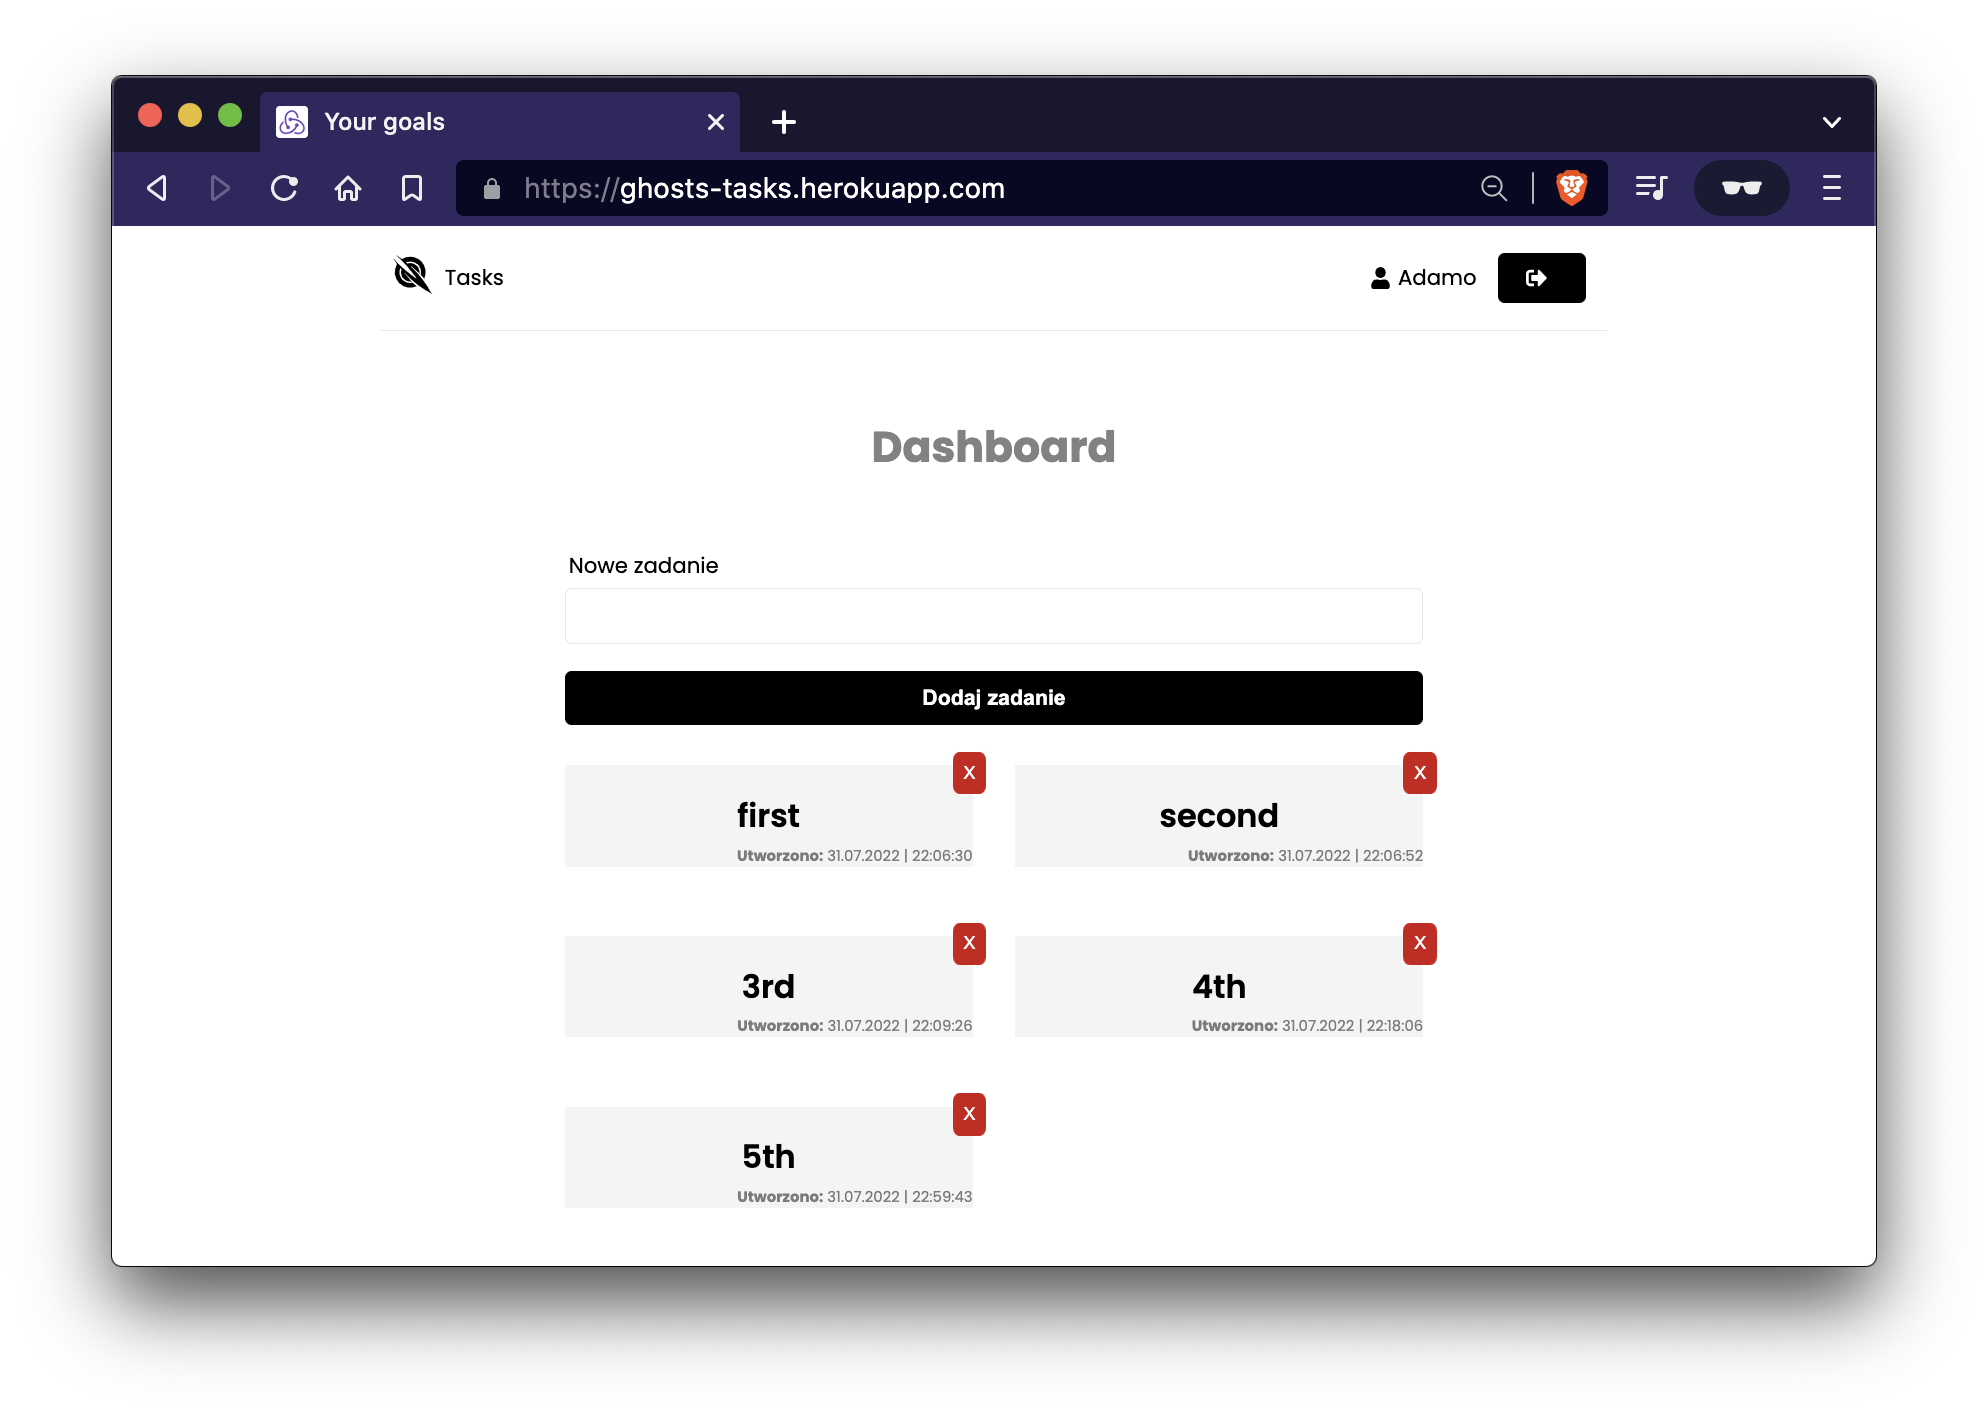 Your goals
https://ghosts-tasks.herokuapp.com
Tasks
Adamo
Dashboard
Nowe zadanie
Dodaj zadanie
X
first
Utworzono: 31.07.2022 | 22:06:30
X
second
Utworzono: 31.07.2022 | 22:06:52
X
3rd
Utworzono: 31.07.2022 | 22:09:26
X
4th
Utworzono: 31.07.2022 | 22:18:06
X
5th
Utworzono: 31.07.2022 | 22:59:43